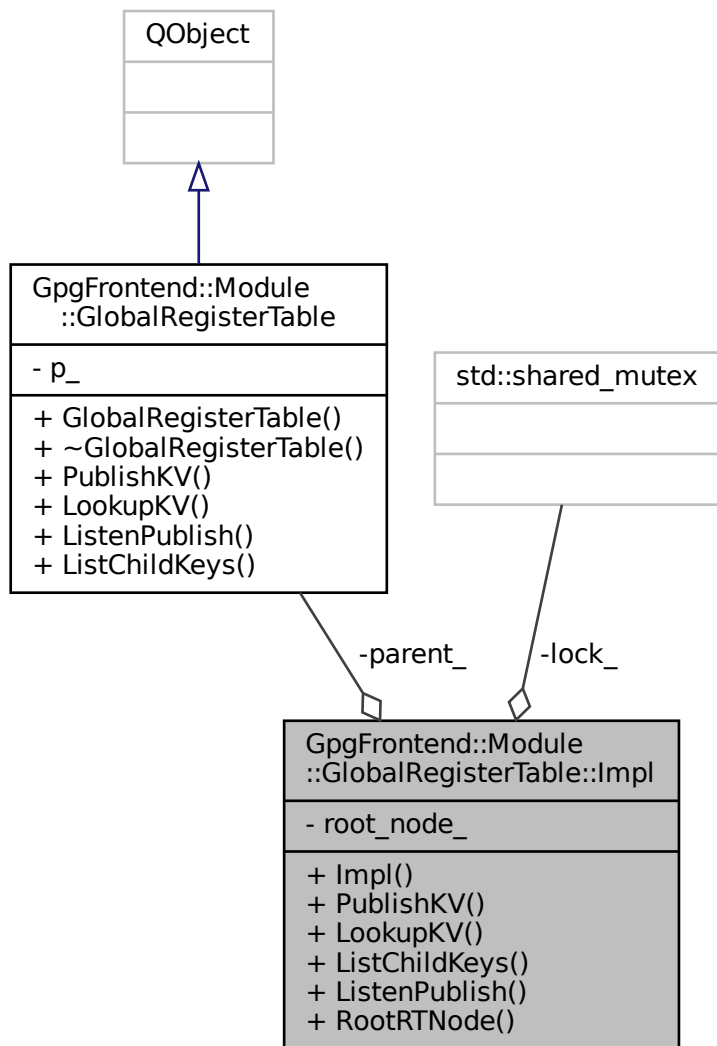 QObject
GpgFrontend::Module
::GlobalRegisterTable
- p_
+ GlobalRegisterTable()
+ ~GlobalRegisterTable()
+ PublishKV()
+ LookupKV()
+ ListenPublish()
+ ListChildKeys()
std::shared_mutex
-parent_
-lock_
GpgFrontend::Module
::GlobalRegisterTable::Impl
- root_node_
+ Impl()
+ PublishKV()
+ LookupKV()
+ ListChildKeys()
+ ListenPublish()
+ RootRTNode()